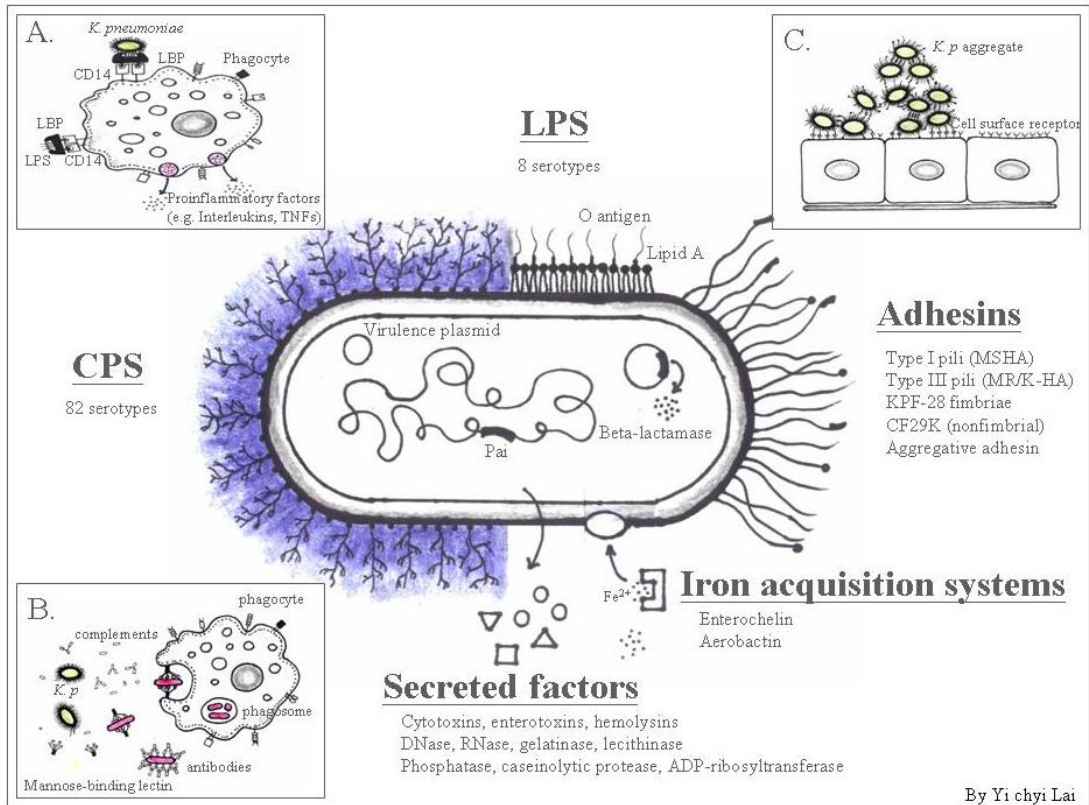 A.
K. pneumoniae
LBP
Phagocyte
CD14
LBP
LPS
CD14
Proinflammatory factors
(e.g. Interleukins, TNFs)
LPS
8 serotypes
O antigen
Lipid A
C.
K. p aggregate
Cell surface receptor
CPS
82 serotypes
Virulence plasmid
Pai
Beta-lactamase
Adhesins
Type I pili (MSHA)
Type III pili (MR/K-HA)
KPF-28 fimbriae
CF29K (nonfimbrial)
Aggregative adhesin
B.
phagocyte
complements
K. p
phagosome
antibodies
Mannose-binding lectin
Fe2+
Iron acquisition systems
Enterochelin
Aerobactin
Secreted factors
Cytotoxins, enterotoxins, hemolysins
DNase, RNase, gelatinase, lecithinase
Phosphatase, caseinolytic protease, ADP-ribosyltransferase
By Yi chyi Lai